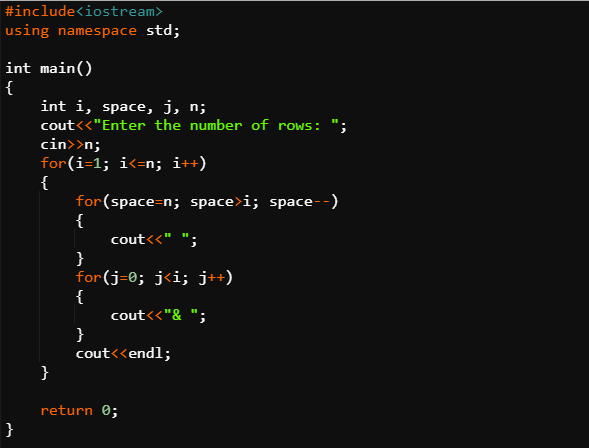 #include<iostream>
using namespace std;

int main()
{
    int i, space, j, n;
    cout<<"Enter the number of rows: ";
    cin>>n;
    for(i=1; i<=n; i++)
    {
        for(space=n; space>i; space--)
        {
            cout<<" ";
        }
        for(j=0; j<i; j++)
        {
            cout<<"& ";
        }
        cout<<endl;
    }

    return 0;
}